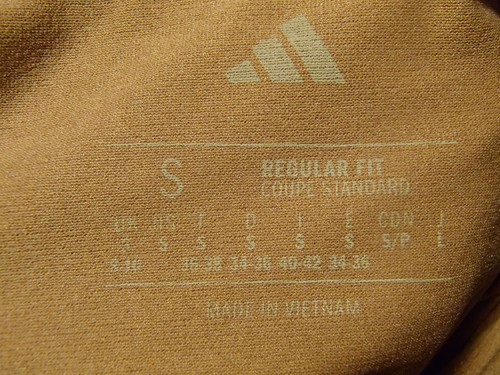 S REGULAR FIT
COUPE STANDARD
UK US F D I E CDN J
S S S S S S S/P L
36-38 34-36 40-42 34-36
MADE IN VIETNAM